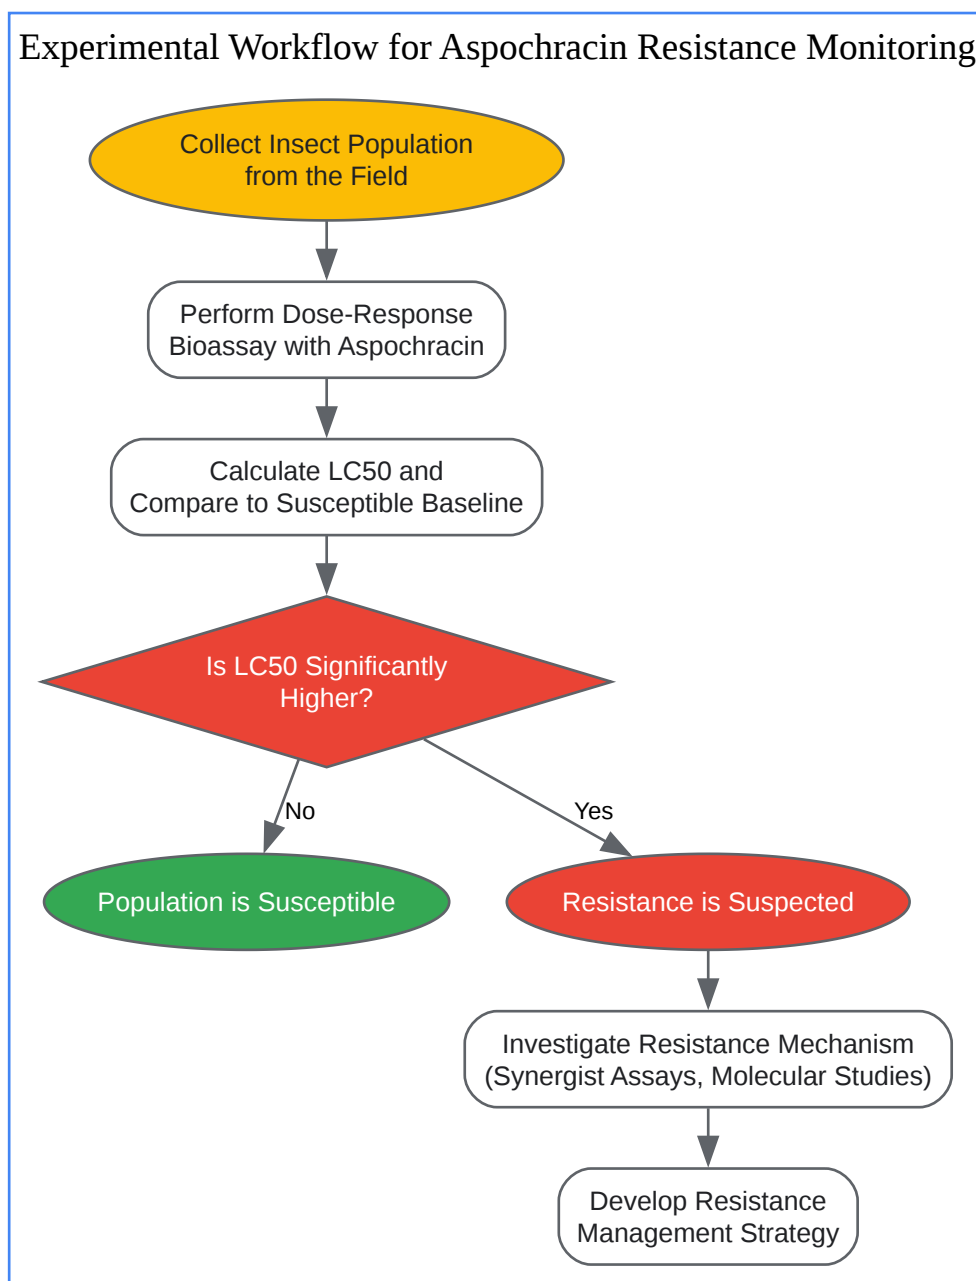 Experimental Workflow for Aspochracin Resistance Monitoring
Collect Insect Population
from the Field
Perform Dose-Response
Bioassay with Aspochracin
Calculate LC50 and
Compare to Susceptible Baseline
Is LC50 Significantly
Higher?
No
Yes
Population is Susceptible
Resistance is Suspected
Investigate Resistance Mechanism
(Synergist Assays, Molecular Studies)
Develop Resistance
Management Strategy